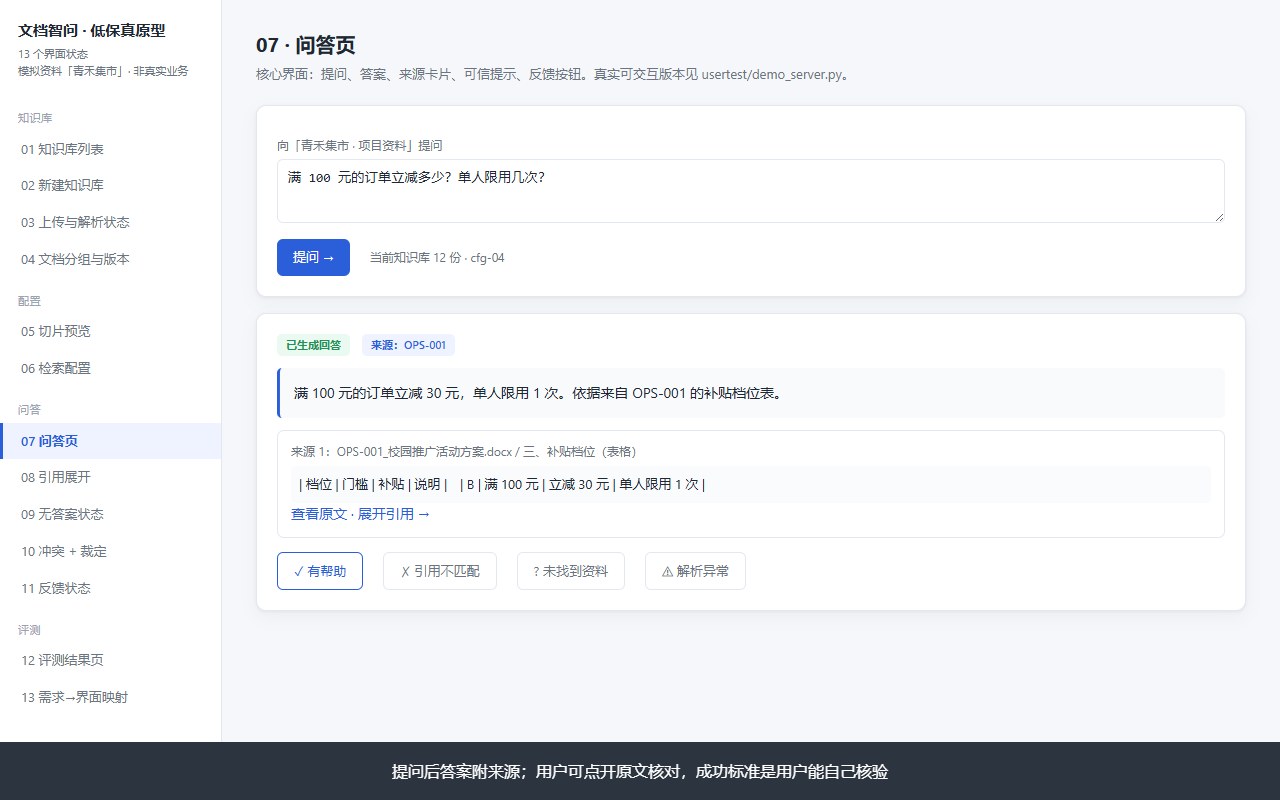 文档智问 · 低保真原型
13 个界面状态
模拟资料「青禾集市」· 非真实业务
知识库
01 知识库列表
02 新建知识库
03 上传与解析状态
04 文档分组与版本
配置
05 切片预览
06 检索配置
问答
07 问答页
08 引用展开
09 无答案状态
10 冲突 + 裁定
11 反馈状态
评测
12 评测结果页
13 需求→界面映射
07 · 问答页
核心界面：提问、答案、来源卡片、可信提示、反馈按钮。真实可交互版本见 usertest/demo_server.py。
向「青禾集市 · 项目资料」提问
满 100 元的订单立减多少？单人限用几次？
提问 →
当前知识库 12 份 · cfg-04
已生成回答
来源：OPS-001
满 100 元的订单立减 30 元，单人限用 1 次。依据来自 OPS-001 的补贴档位表。
来源 1：OPS-001_校园推广活动方案.docx / 三、补贴档位（表格）
| 档位 | 门槛 | 补贴 | 说明 | | B | 满 100 元 | 立减 30 元 | 单人限用 1 次 |
查看原文 · 展开引用 →
✓ 有帮助
✗ 引用不匹配
? 未找到资料
⚠ 解析异常
提问后答案附来源；用户可点开原文核对，成功标准是用户能自己核验